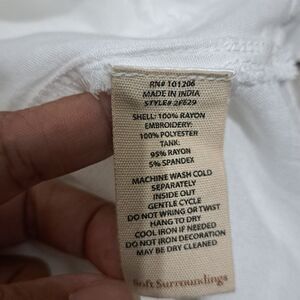 RN# 101206
MADE IN INDIA
STYLE# 2F829
SHELL: 100% RAYON
EMBROIDERY:
100% POLYESTER
TANK:
95% RAYON
5% SPANDEX
MACHINE WASH COLD
SEPARATELY
INSIDE OUT
GENTLE CYCLE
DO NOT WRING OR TWIST
HANG TO DRY
COOL IRON IF NEEDED
DO NOT IRON DECORATION
MAY BE DRY CLEANED
Soft Surroundings